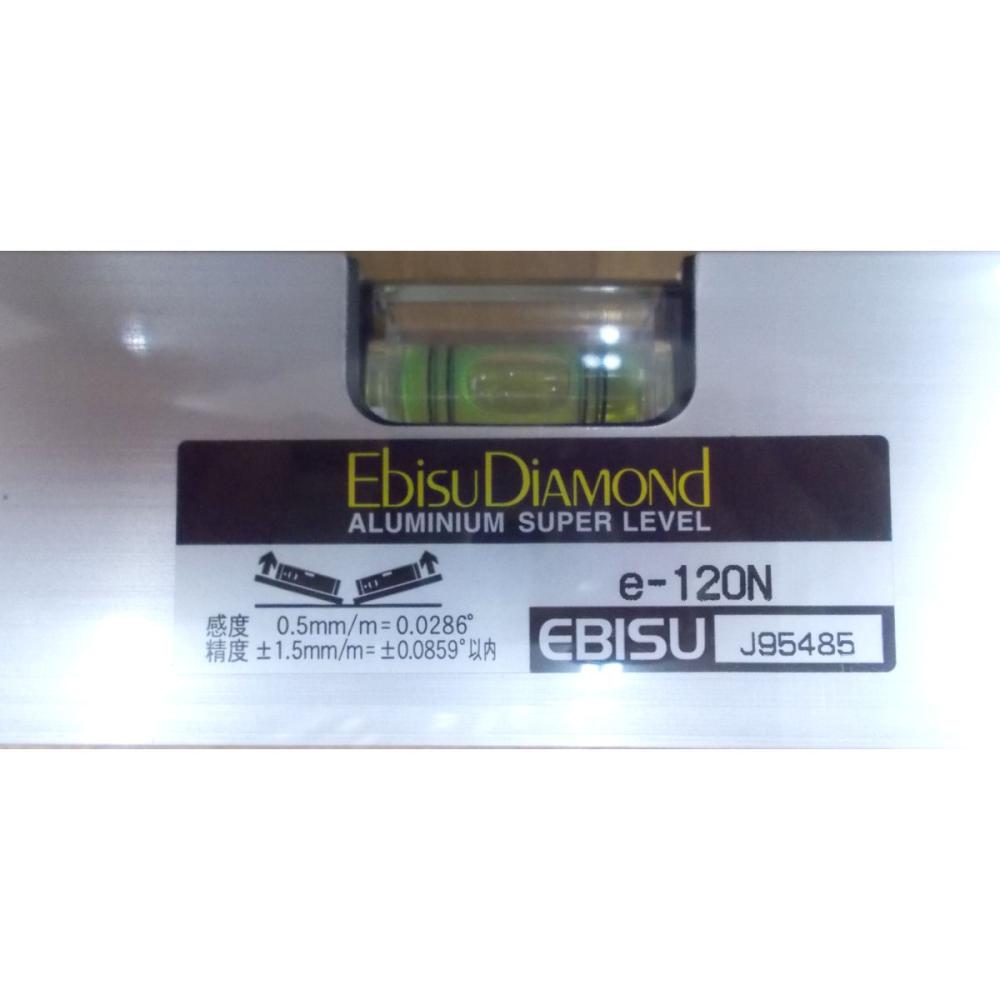 EbisuDiamond
ALUMINIUM SUPER LEVEL
e-120N
感度 0.5mm/m=0.0286°
精度 ±1.5mm/m=±0.0859°以内
EBISU J95485